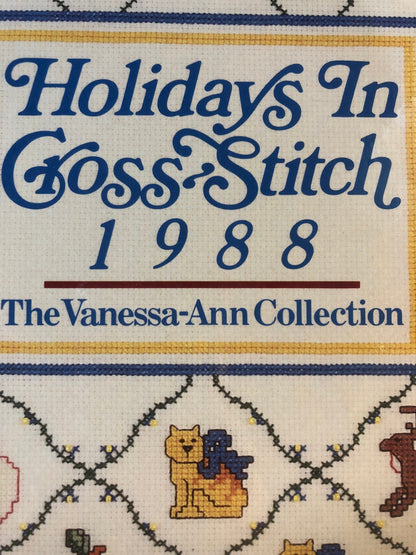 Holidays In
Cross-Stitch
1988
The Vanessa-Ann Collection